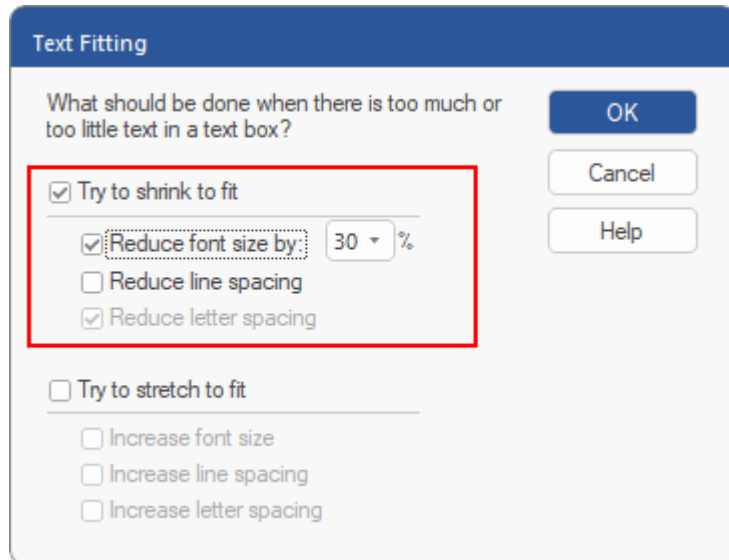 Text Fitting
What should be done when there is too much or
too little text in a text box?
OK
Cancel
Help
Try to shrink to fit
Reduce font size by: 30 %
Reduce line spacing
Reduce letter spacing
Try to stretch to fit
Increase font size
Increase line spacing
Increase letter spacing